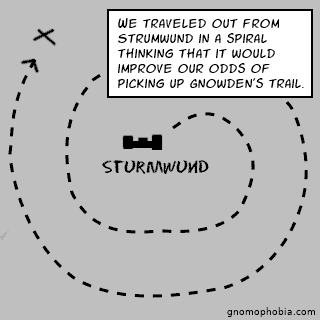 WE TRAVELED OUT FROM
STRUMWUND IN A SPIRAL
THINKING THAT IT WOULD
IMPROVE OUR ODDS OF
PICKING UP GNOWDEN'S TRAIL.
STURMWUND
gnomophobia.com